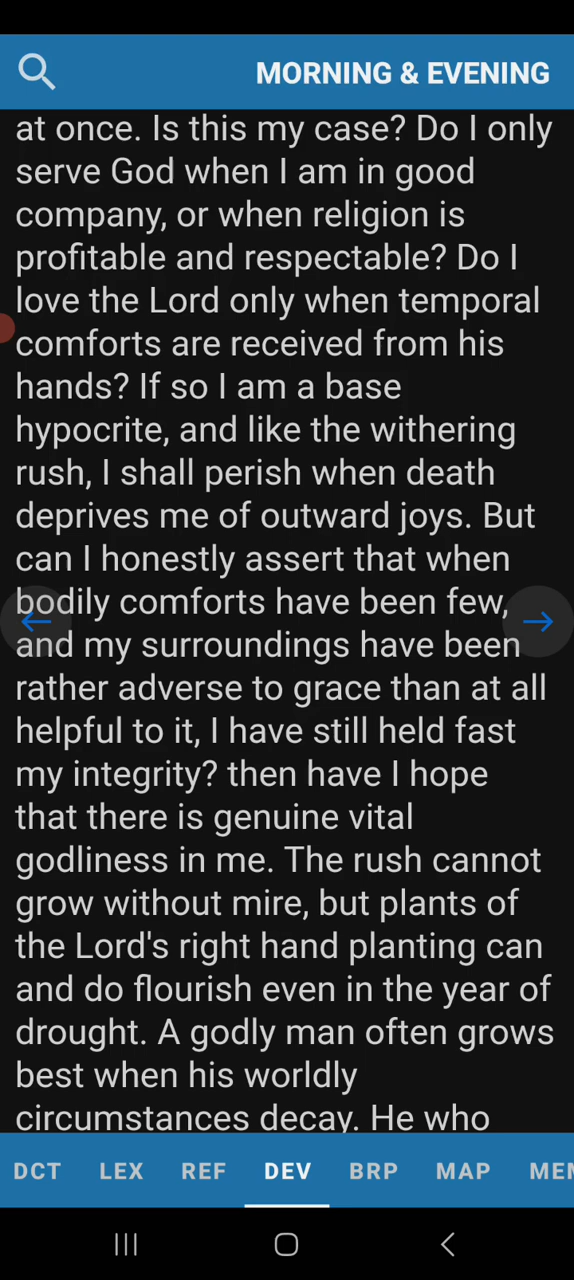 MORNING & EVENING
at once. Is this my case? Do I only
serve God when I am in good
company, or when religion is
profitable and respectable? Do I
love the Lord only when temporal
comforts are received from his
hands? If so I am a base
hypocrite, and like the withering
rush, I shall perish when death
deprives me of outward joys. But
can I honestly assert that when
bodily comforts have been few,
and my surroundings have been
rather adverse to grace than at all
helpful to it, I have still held fast
my integrity? then have I hope
that there is genuine vital
godliness in me. The rush cannot
grow without mire, but plants of
the Lord's right hand planting can
and do flourish even in the year of
drought. A godly man often grows
best when his worldly
circumstances decay. He who
DCT LEX REF DEV BRP MAP MEM